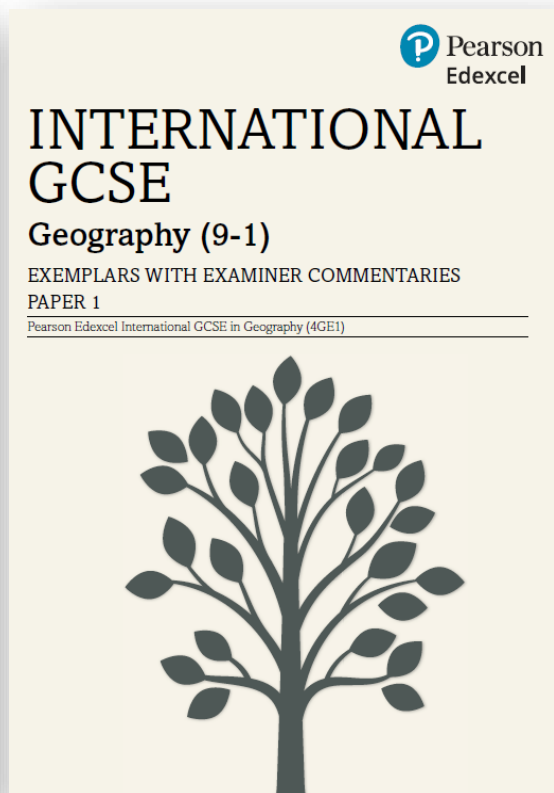 Pearson
Edexcel
INTERNATIONAL
GCSE
Geography (9-1)
EXEMPLARS WITH EXAMINER COMMENTARIES
PAPER 1
Pearson Edexcel International GCSE in Geography (4GE1)